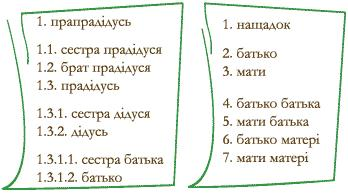 1. прапрадідусь
1.1. сестра прадідуся
1.2. брат прадідуся
1.3. прадідусь
1.3.1. сестра дідуся
1.3.2. дідусь
1.3.1.1. сестра батька
1.3.1.2. батько
1. нащадок
2. батько
3. мати
4. батько батька
5. мати батька
6. батько матері
7. мати матері